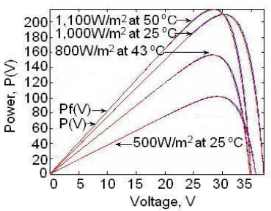 Power, P(V)
200
180
160
140
120
100
80
60
40
20
0
1,100W/m² at 50 °C
1,000W/m² at 25 °C
800W/m² at 43 °C
Pf(V)
P(V)
500W/m² at 25 °C
0 5 10 15 20 25 30 35
Voltage, V